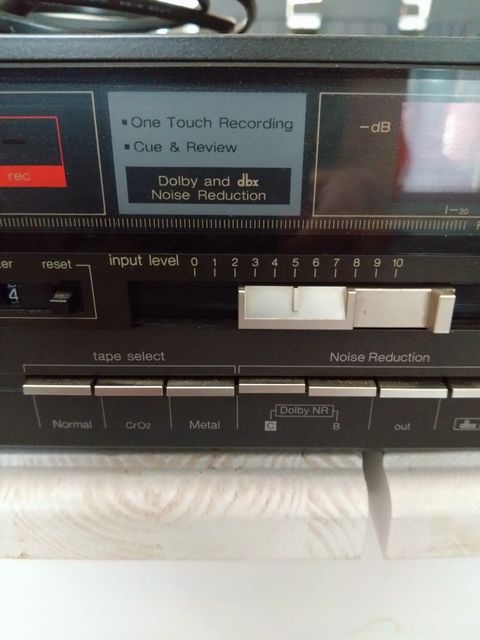 One Touch Recording
Cue & Review
Dolby and dbx
Noise Reduction
-dB
rec
-20
reset
input level 0 1 2 3 4 5 6 7 8 9 10
4
tape select
Noise Reduction
Normal
CrO2
Metal
Dolby NR
C
B
out
dbx